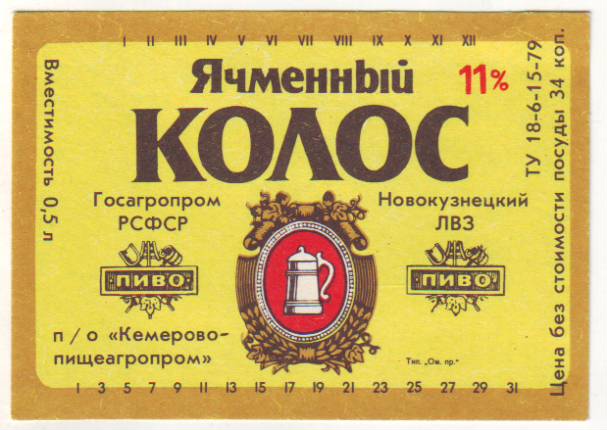 I II III IV V VI VII VIII IX X XI XII
Ячменный
11%
КОЛОС
Госагропром
РСФСР
Новокузнецкий
ЛВЗ
ПИВО
ПИВО
п/о «Кемерово-
пищеагропром»
Тип. „Ом. пр."
1 3 5 7 9 11 13 15 17 19 21 23 25 27 29 31
Вместимость 0,5 л
ТУ 18-6-15-79
Цена без стоимости посуды 34 коп.